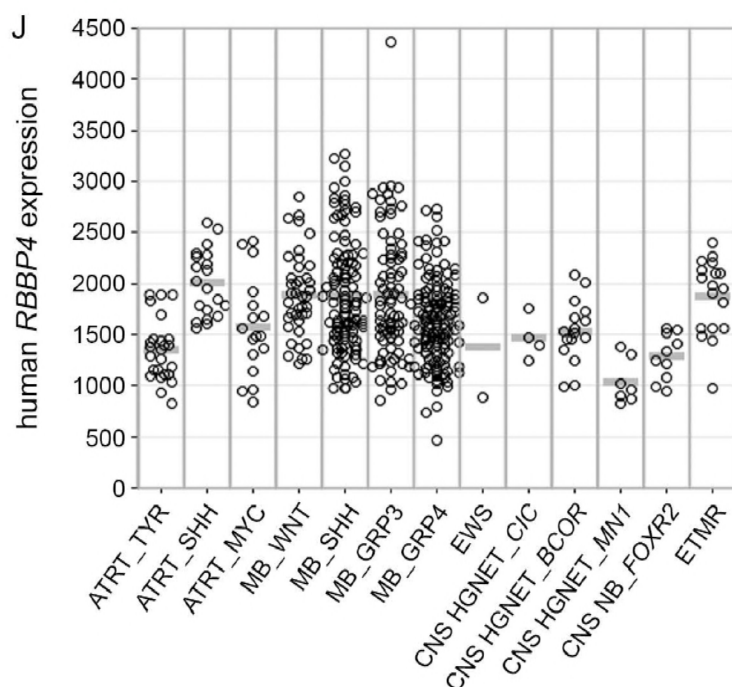 J
human RBBP4 expression
4500
4000
3500
3000
2500
2000
1500
1000
500
0
ATRT_TYR
ATRT_SHH
ATRT_MYC
MB_WNT
MB_SHH
MB_GRP3
MB_GRP4
EWS
CNS HGNET_CIC
CNS HGNET_BCOR
CNS HGNET_MN1
CNS NB_FOXR2
ETMR